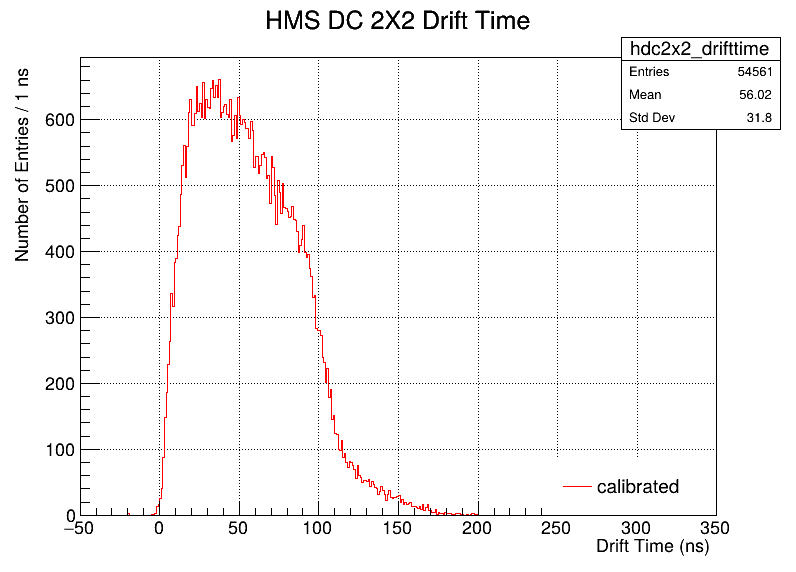 HMS DC 2X2 Drift Time
hdc2x2_drifttime
Entries 54561
Mean 56.02
Std Dev 31.8
Number of Entries / 1 ns
600
500
400
300
200
100
0
−50 0 50 100 150 200 250 300 350
Drift Time (ns)
calibrated